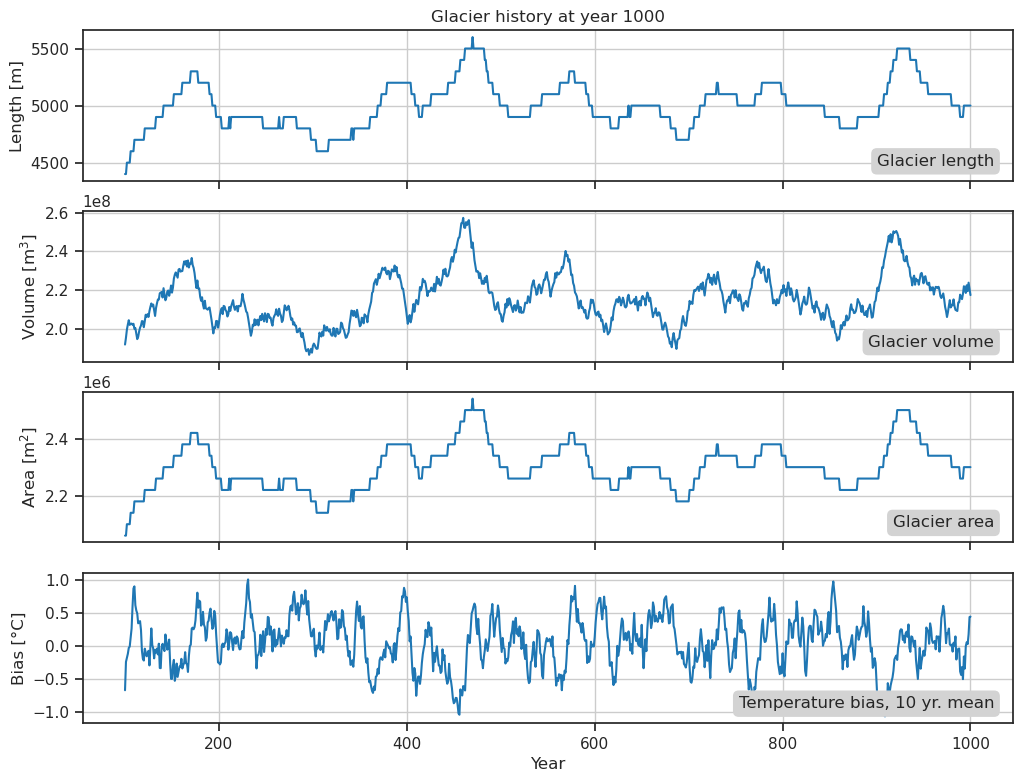 Glacier history at year 1000
Length [m]
5500
5000
4500
Glacier length
1e8
Volume [m³]
2.6
2.4
2.2
2.0
Glacier volume
1e6
Area [m²]
2.4
2.2
Glacier area
Bias [°C]
1.0
0.5
0.0
−0.5
−1.0
Temperature bias, 10 yr. mean
200 400 600 800 1000
Year